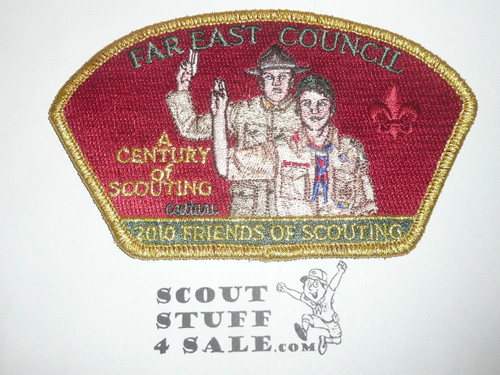 FAR EAST COUNCIL
A
CENTURY
of
SCOUTING
2010 FRIENDS OF SCOUTING
SCOUT
STUFF
4 SALE.COM